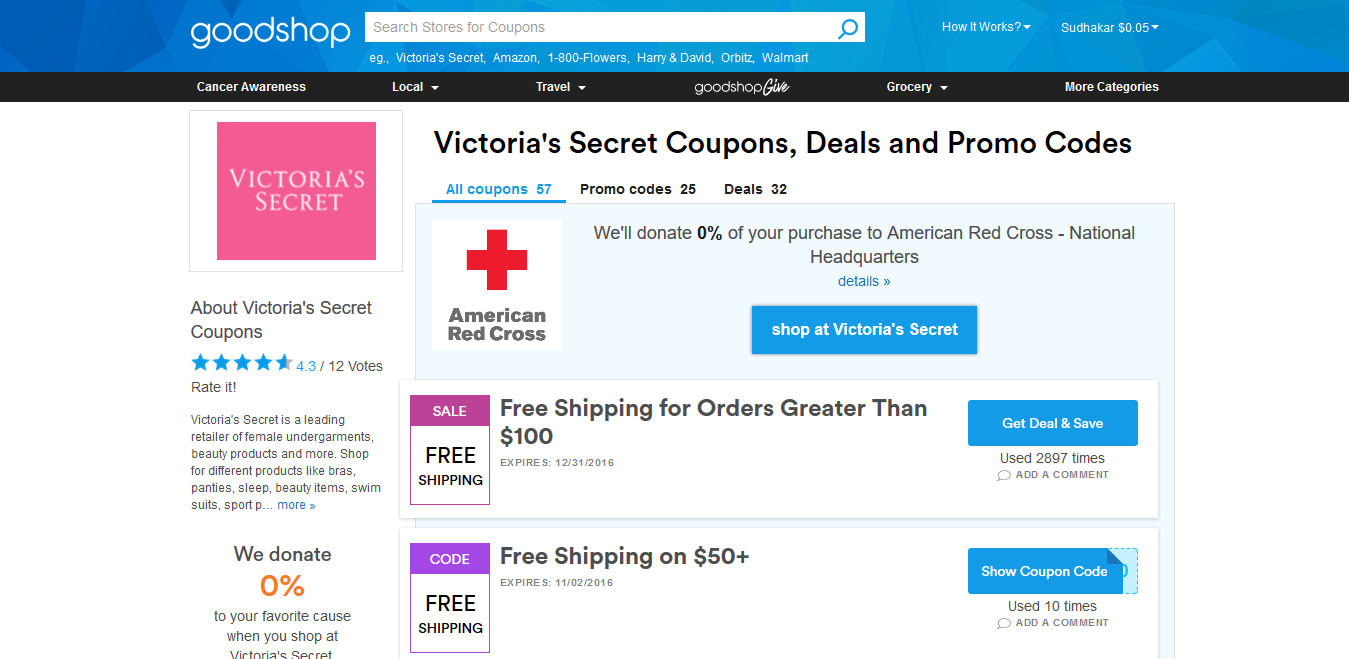 goodshop
Search Stores for Coupons
How It Works?
Sudhakar $0.05
eg., Victoria's Secret, Amazon, 1-800-Flowers, Harry & David, Orbitz, Walmart
Cancer Awareness Local Travel goodshop Give Grocery More Categories
VICTORIA'S
SECRET
Victoria's Secret Coupons, Deals and Promo Codes
All coupons 57 Promo codes 25 Deals 32
American
Red Cross
We'll donate 0% of your purchase to American Red Cross - National
Headquarters
details »
shop at Victoria's Secret
About Victoria's Secret
Coupons
4.3 / 12 Votes
Rate it!
Victoria's Secret is a leading
retailer of female undergarments,
beauty products and more. Shop
for different products like bras,
panties, sleep, beauty items, swim
suits, sport p... more »
We donate
0%
to your favorite cause
when you shop at
Victoria's Secret
SALE
FREE
SHIPPING
Free Shipping for Orders Greater Than
$100
EXPIRES: 12/31/2016
Get Deal & Save
Used 2897 times
ADD A COMMENT
CODE
FREE
SHIPPING
Free Shipping on $50+
EXPIRES: 11/02/2016
Show Coupon Code
Used 10 times
ADD A COMMENT